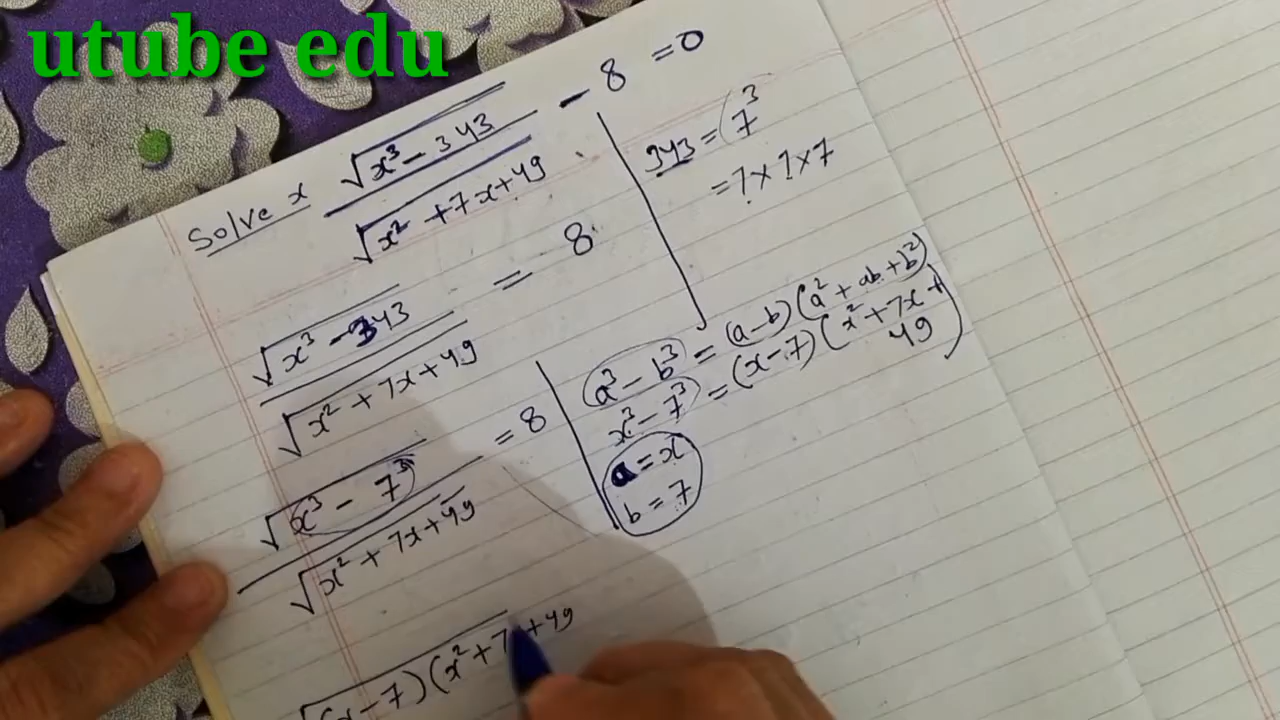 utube edu
Solve x √(x³ - 343) / √(x² + 7x + 49) - 8 = 0
√(x³ - 343) / √(x² + 7x + 49) = 8
√(x³ - 7³) / √(x² + 7x + 49) = 8
√(x - 7)(x² + 7x + 49
343 = (7³
= 7 × 7 × 7
(a³ - b³ = (a - b)(a² + ab + b²)
x³ - 7³ = (x - 7)(x² + 7x + 49)
a = x
b = 7